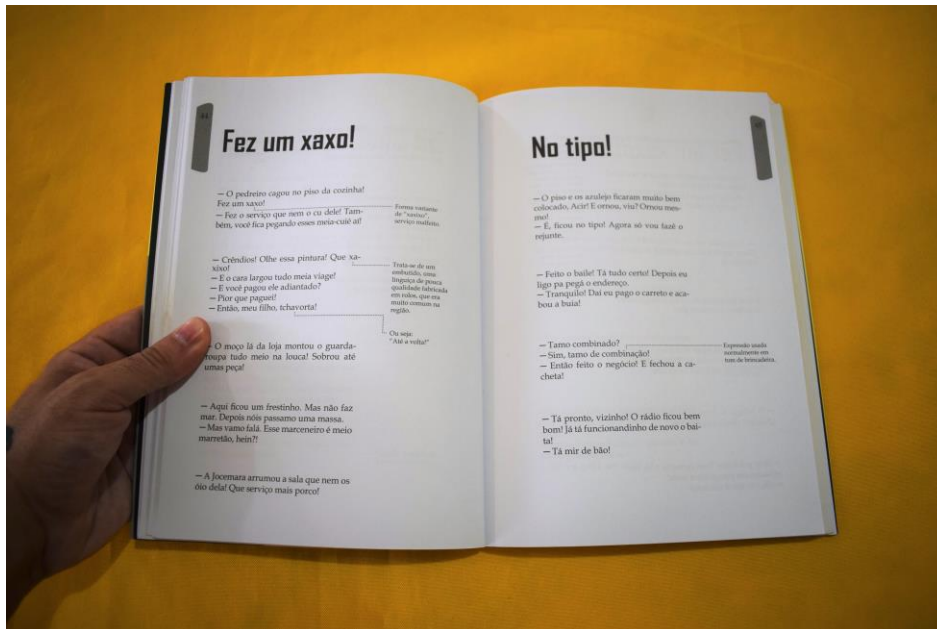 44
Fez um xaxo!
— O pedreiro cagou no piso da cozinha!
Fez um xaxo!
— Fez o serviço que nem o cu dele! Tam-
bém, você fica pegando esses meia-cuié aí!
Forma variante
de "xaxixo",
serviço malfeito.
— Crêndios! Olhe essa pintura! Que xa-
xixo!
— E o cara largou tudo meia viage!
— E você pagou ele adiantado?
— Pior que paguei!
— Então, meu filho, tchavorta!
Trata-se de um
embutido, uma
linguiça de pouca
qualidade fabricada
em rolos, que era
muito comum na
região.
Ou seja:
"Até a volta!"
— O moço lá da loja montou o guarda-
roupa tudo meio na louca! Sobrou até
umas peça!
— Aqui ficou um frestinho. Mas não faz
mar. Depois nóis passamo uma massa.
— Mas vamo falá. Esse marceneiro é meio
marretão, hein?!
— A Jocemara arrumou a sala que nem os
óio dela! Que serviço mais porco!
No tipo!
— O piso e os azulejo ficaram muito bem
colocado, Acir! E ornou, viu? Ornou mes-
mo!
— É, ficou no tipo! Agora só vou fazê o
rejunte.
— Feito o baile! Tá tudo certo! Depois eu
ligo pa pegá o endereço.
— Tranquilo! Daí eu pago o carreto e aca-
bou a buia!
— Tamo combinado?
— Sim, tamo de combinação!
— Então feito o negócio! E fechou a ca-
cheta!
Expressão usada
normalmente em
tom de brincadeira.
— Tá pronto, vizinho! O rádio ficou bem
bom! Já tá funcionandinho de novo o bai-
ta!
— Tá mir de bão!